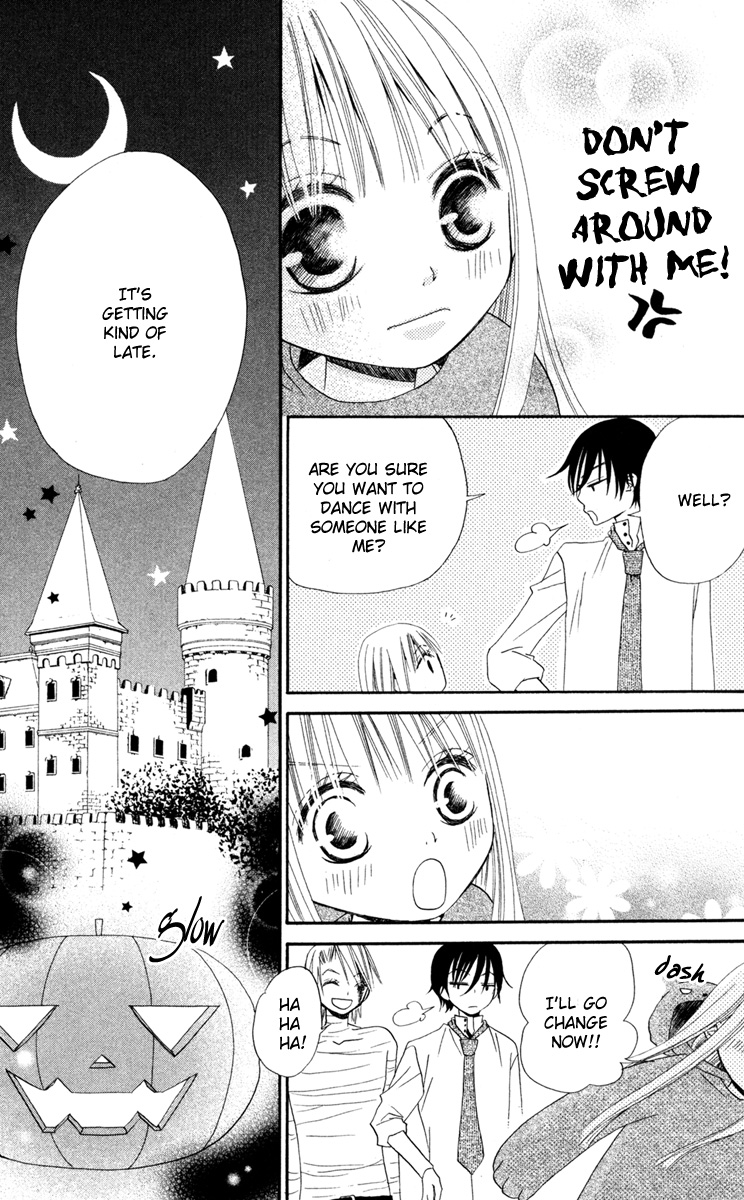 DON'T
SCREW
AROUND
WITH ME!
WELL?
ARE YOU SURE
YOU WANT TO
DANCE WITH
SOMEONE LIKE
ME?
dash
I'LL GO
CHANGE
NOW!!
HA
HA
HA!
IT'S
GETTING
KIND OF
LATE.
glow